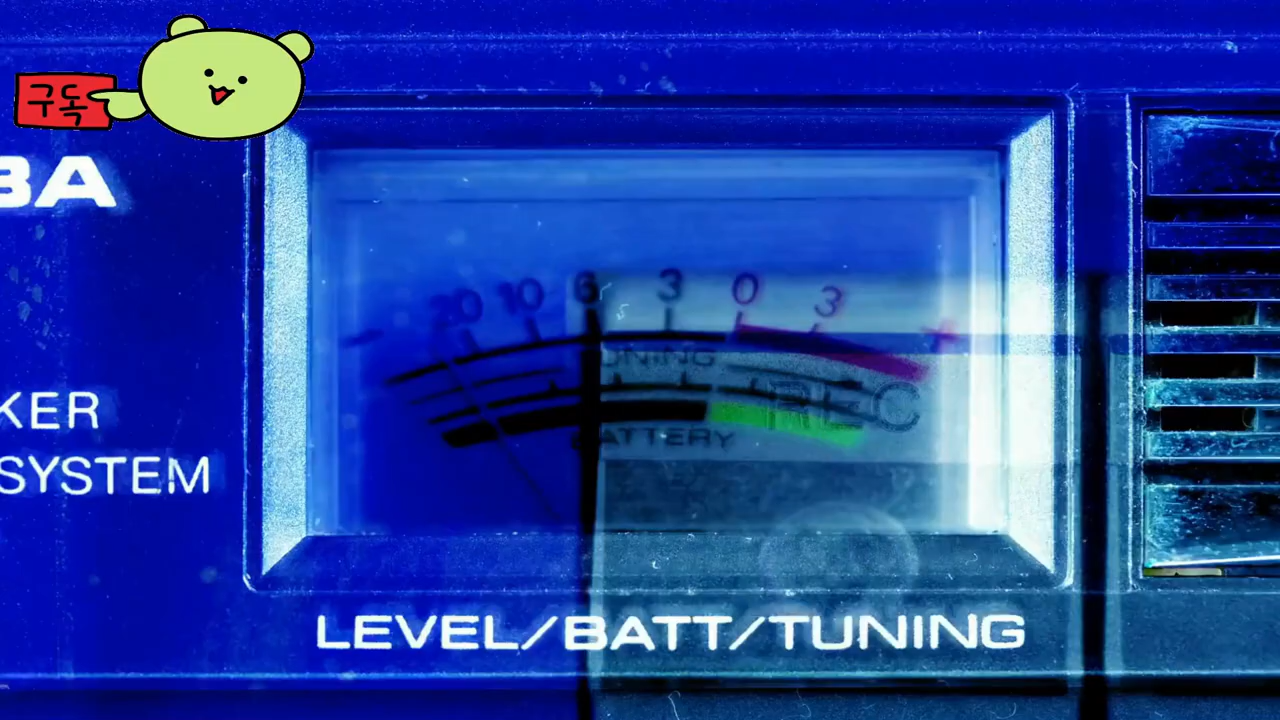 구독
BA
20 10 6 3 0 3
- +
TUNING
REC
BATTERY
KER
SYSTEM
LEVEL/BATT/TUNING